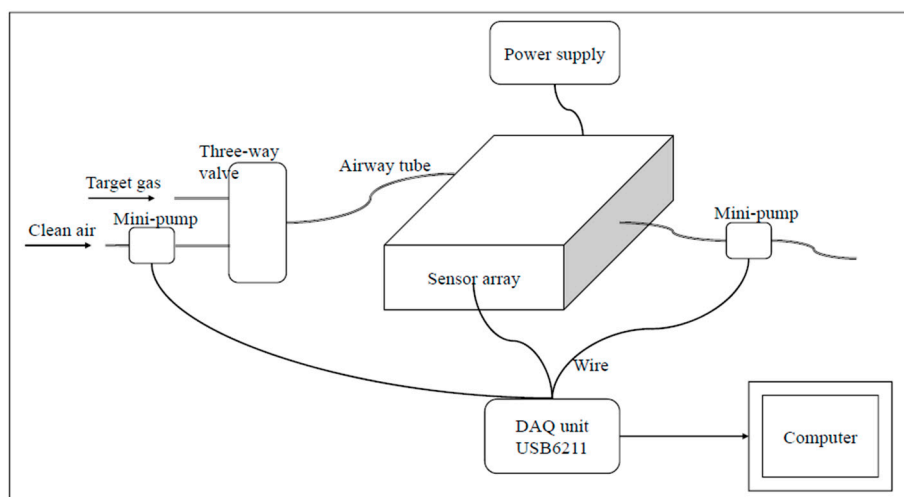 Power supply
Three-way
valve
Airway tube
Target gas
Mini-pump
Clean air
Mini-pump
Sensor array
Wire
DAQ unit
USB6211
Computer